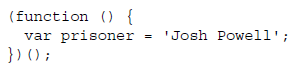 (function () {
  var prisoner = 'Josh Powell';
})();